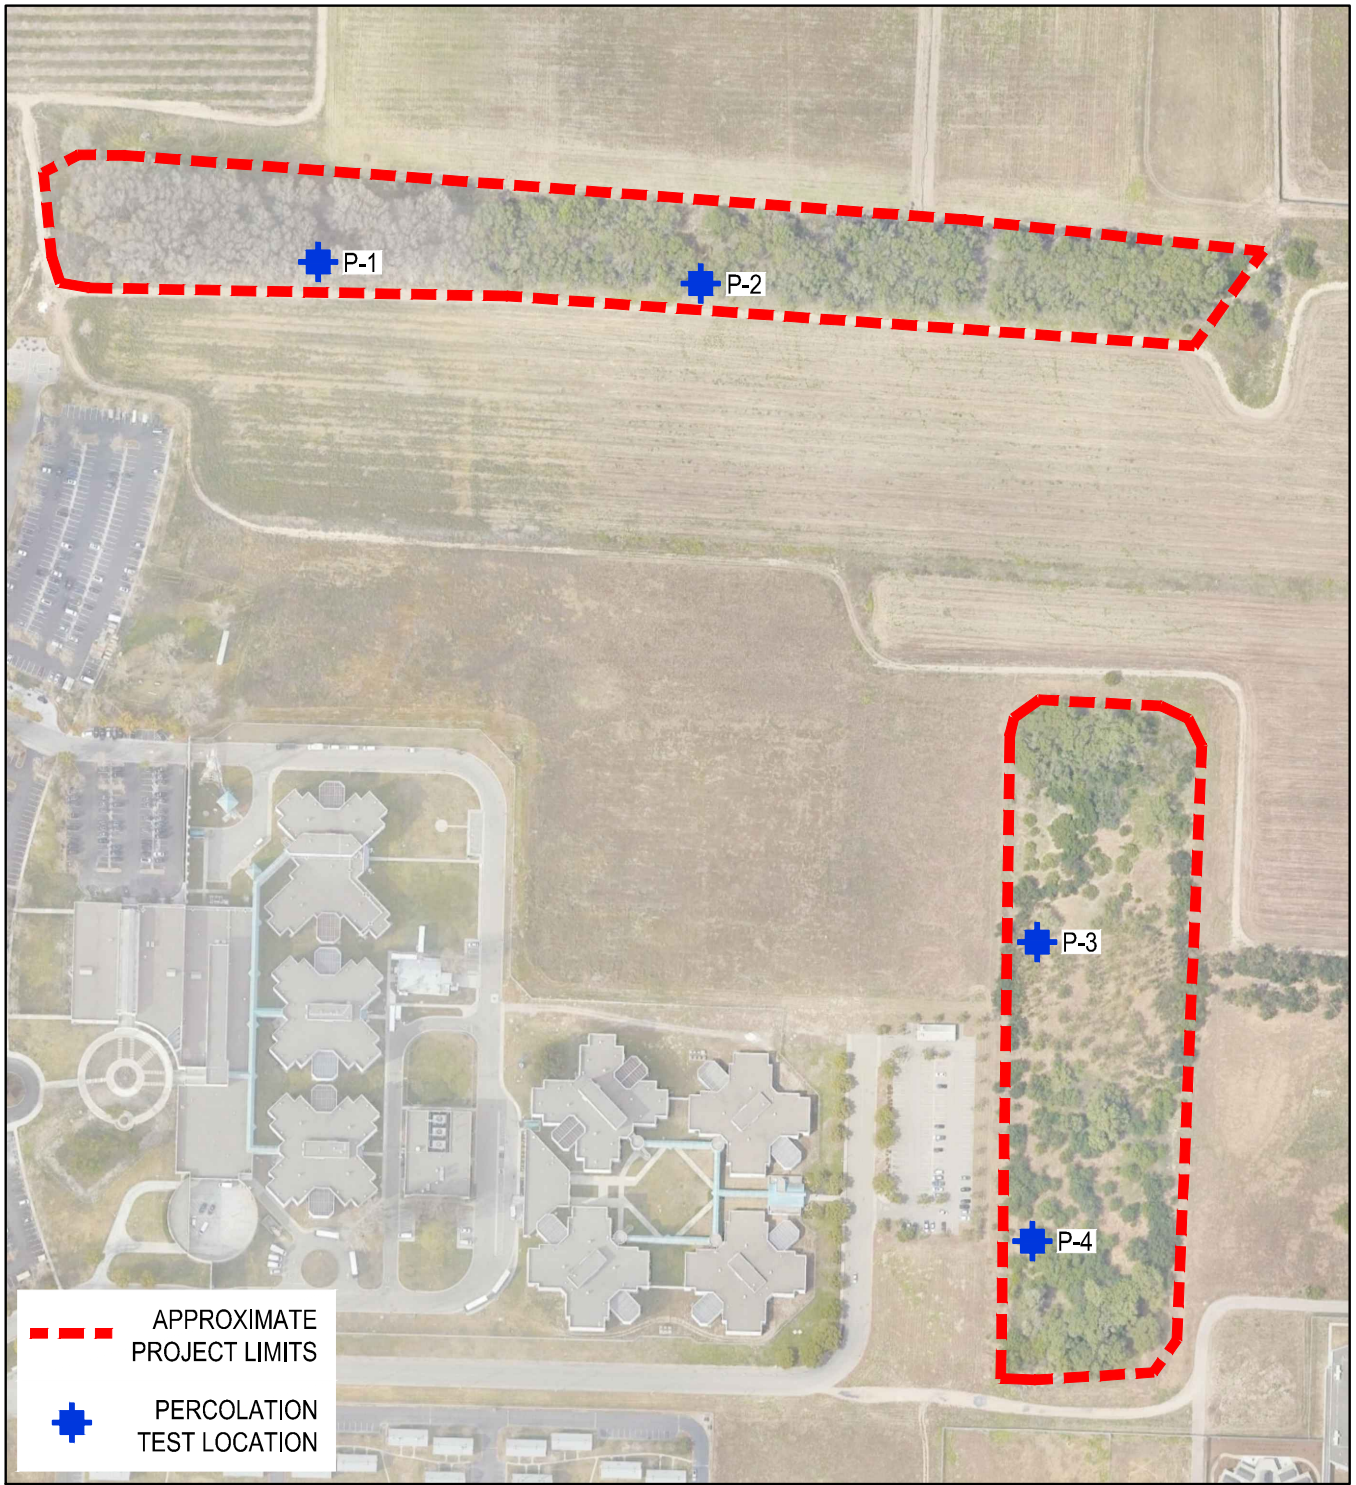 P-1
P-2
P-3
P-4
APPROXIMATE
PROJECT LIMITS
PERCOLATION
TEST LOCATION